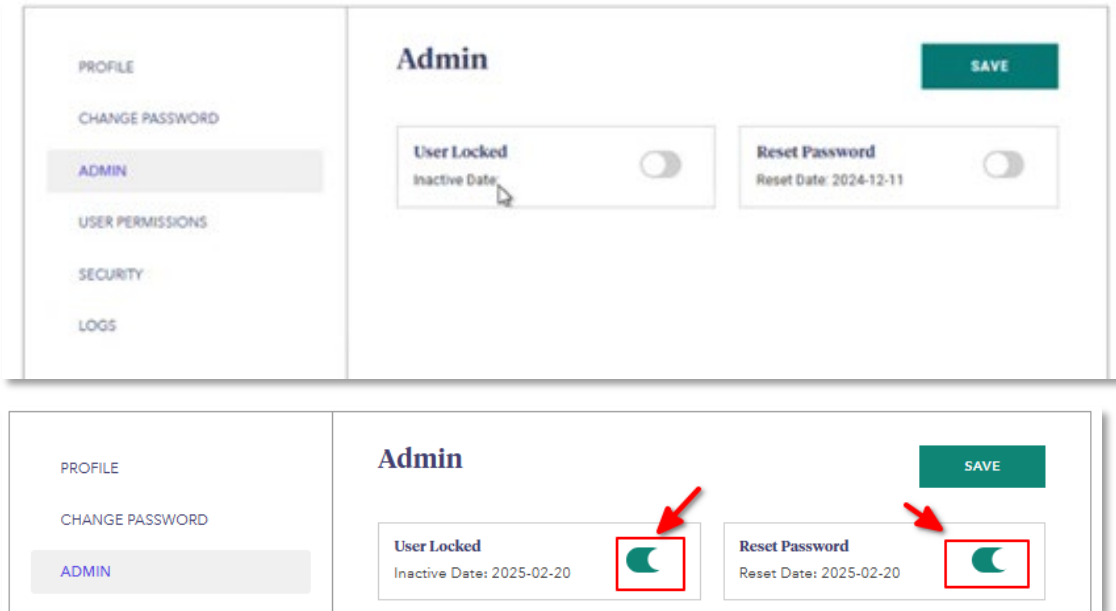 PROFILE
CHANGE PASSWORD
ADMIN
USER PERMISSIONS
SECURITY
LOGS
Admin
SAVE
User Locked
Inactive Date:
Reset Password
Reset Date: 2024-12-11
PROFILE
CHANGE PASSWORD
ADMIN
Admin
SAVE
User Locked
Inactive Date: 2025-02-20
Reset Password
Reset Date: 2025-02-20